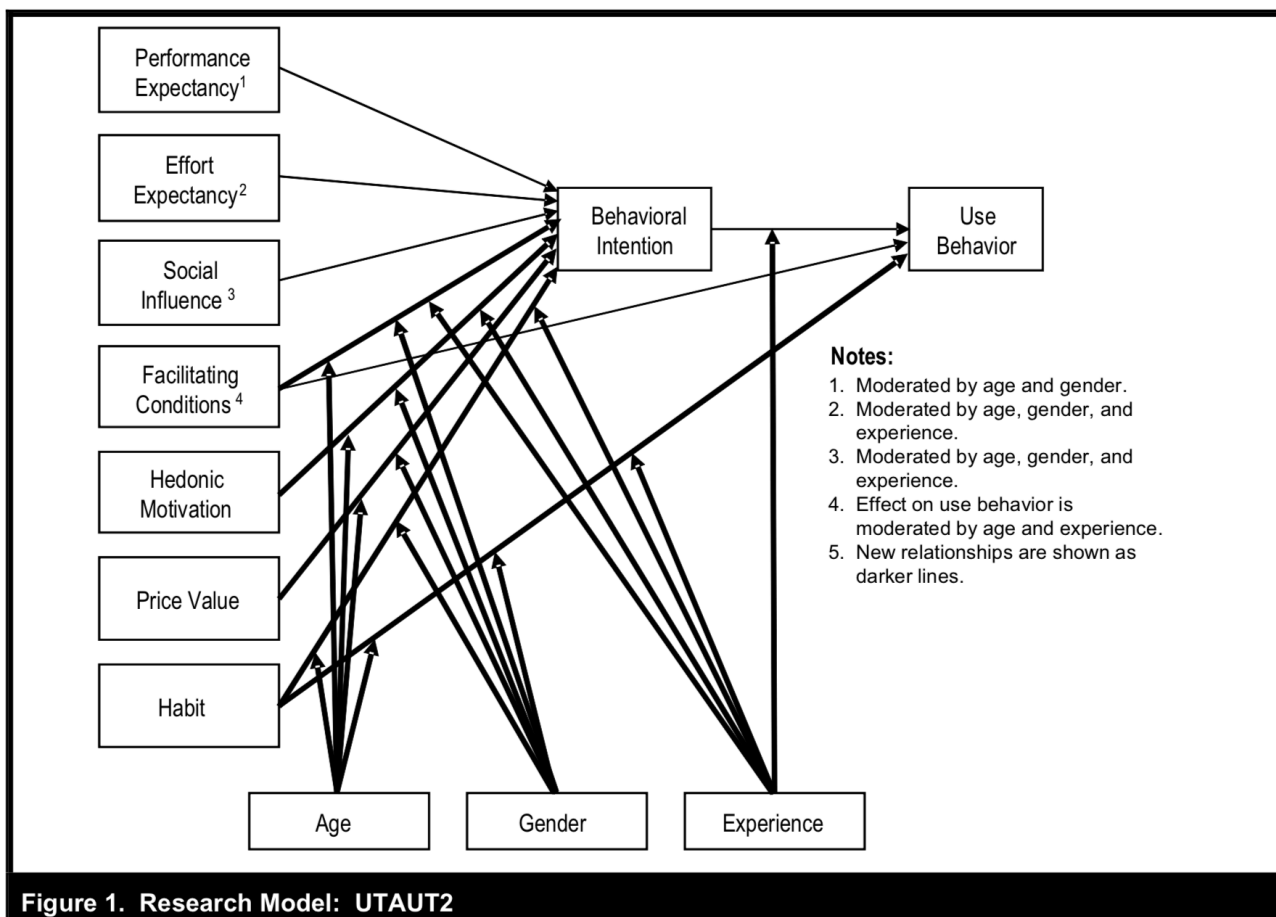 Performance
Expectancy¹
Effort
Expectancy²
Social
Influence ³
Facilitating
Conditions ⁴
Hedonic
Motivation
Price Value
Habit
Behavioral
Intention
Use
Behavior
Notes:
1. Moderated by age and gender.
2. Moderated by age, gender, and
experience.
3. Moderated by age, gender, and
experience.
4. Effect on use behavior is
moderated by age and experience.
5. New relationships are shown as
darker lines.
Age
Gender
Experience
Figure 1. Research Model: UTAUT2